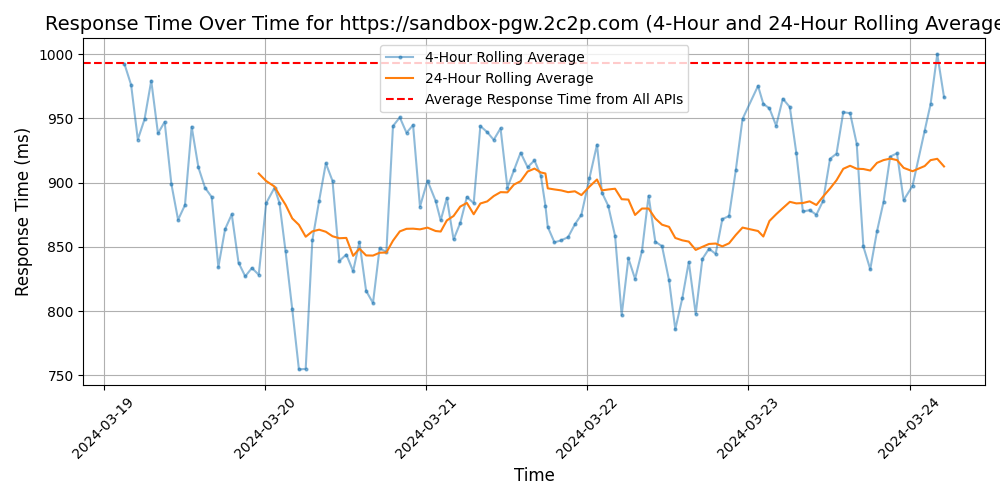 Response Time Over Time for https://sandbox-pgw.2c2p.com (4-Hour and 24-Hour Rolling Average
4-Hour Rolling Average
24-Hour Rolling Average
Average Response Time from All APIs
Response Time (ms)
1000
950
900
850
800
750
2024-03-19
2024-03-20
2024-03-21
2024-03-22
2024-03-23
2024-03-24
Time